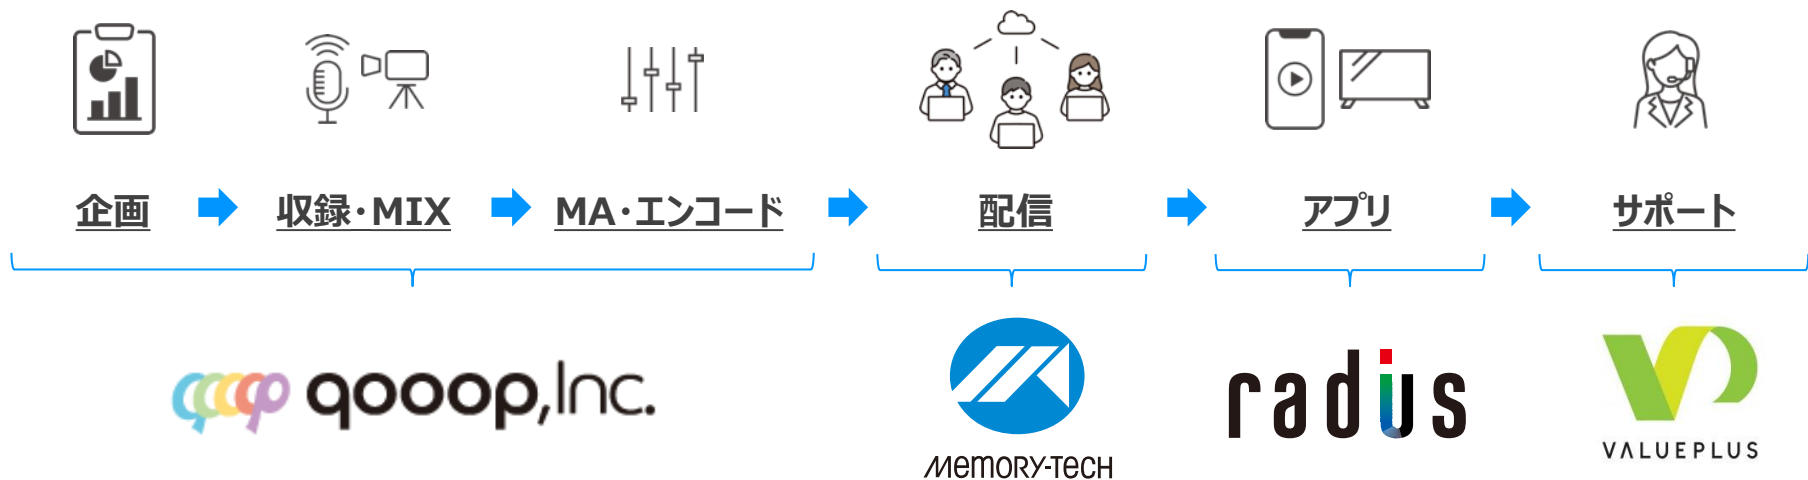 企画
収録・MIX
MA・エンコード
配信
アプリ
サポート
qooop,Inc.
MEMORY-TECH
radius
VALUEPLUS